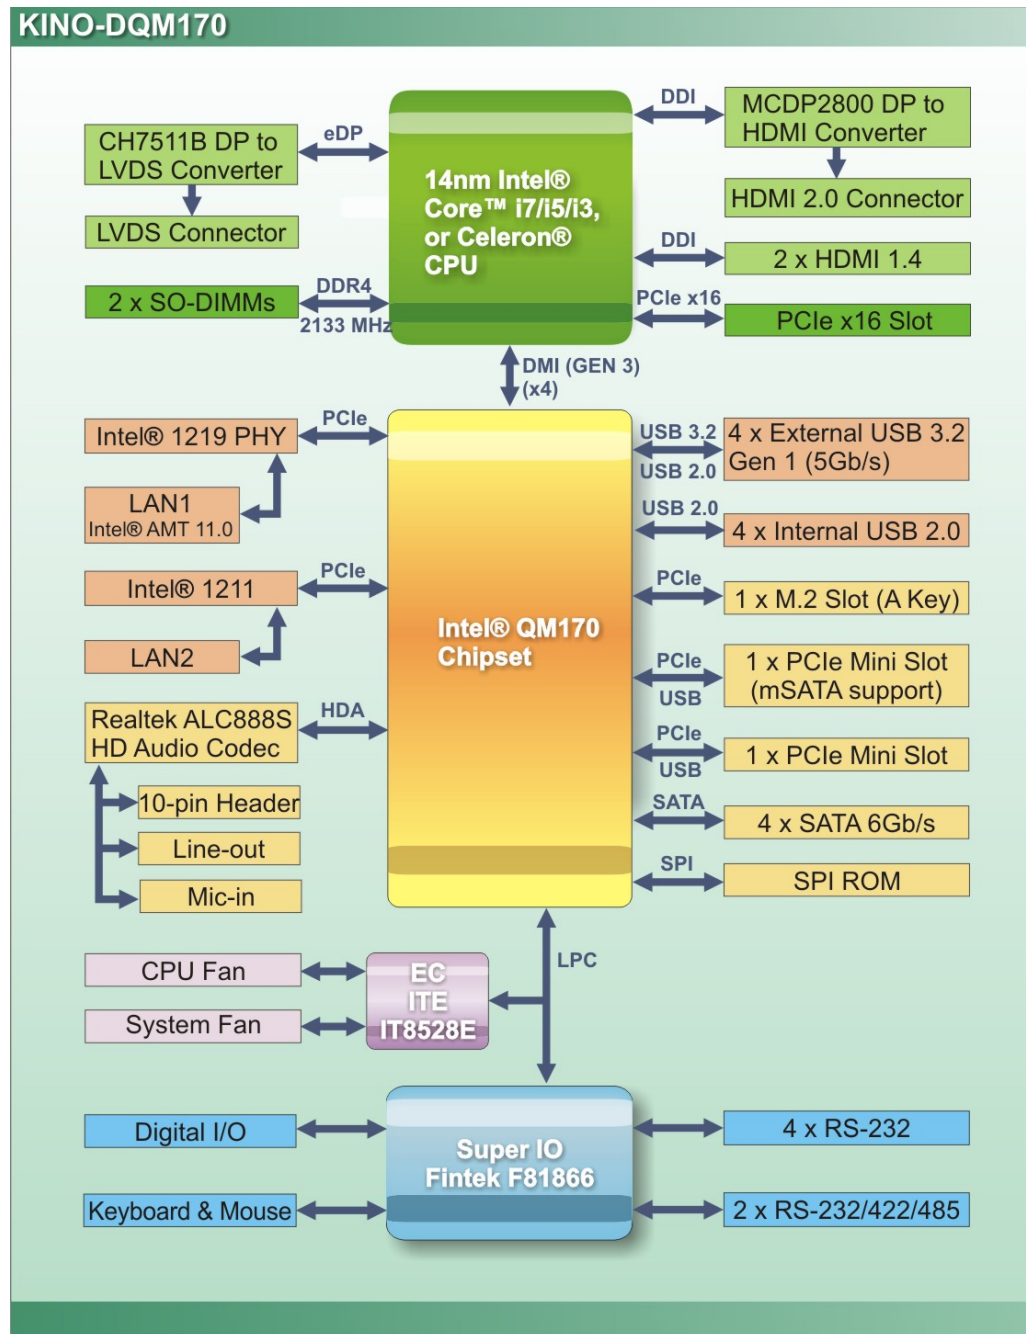 KINO-DQM170
CH7511B DP to
LVDS Converter
eDP
LVDS Connector
2 x SO-DIMMs
DDR4
2133 MHz
14nm Intel®
Core™ i7/i5/i3,
or Celeron®
CPU
DDI
MCDP2800 DP to
HDMI Converter
HDMI 2.0 Connector
DDI
2 x HDMI 1.4
PCIe x16
PCIe x16 Slot
DMI (GEN 3)
(x4)
Intel® 1219 PHY
PCIe
LAN1
Intel® AMT 11.0
Intel® 1211
PCIe
LAN2
Realtek ALC888S
HD Audio Codec
HDA
10-pin Header
Line-out
Mic-in
Intel® QM170
Chipset
USB 3.2
USB 2.0
4 x External USB 3.2
Gen 1 (5Gb/s)
USB 2.0
4 x Internal USB 2.0
PCIe
1 x M.2 Slot (A Key)
PCIe
USB
1 x PCIe Mini Slot
(mSATA support)
PCIe
USB
1 x PCIe Mini Slot
SATA
4 x SATA 6Gb/s
SPI
SPI ROM
LPC
CPU Fan
System Fan
EC
ITE
IT8528E
Digital I/O
Keyboard & Mouse
Super IO
Fintek F81866
4 x RS-232
2 x RS-232/422/485